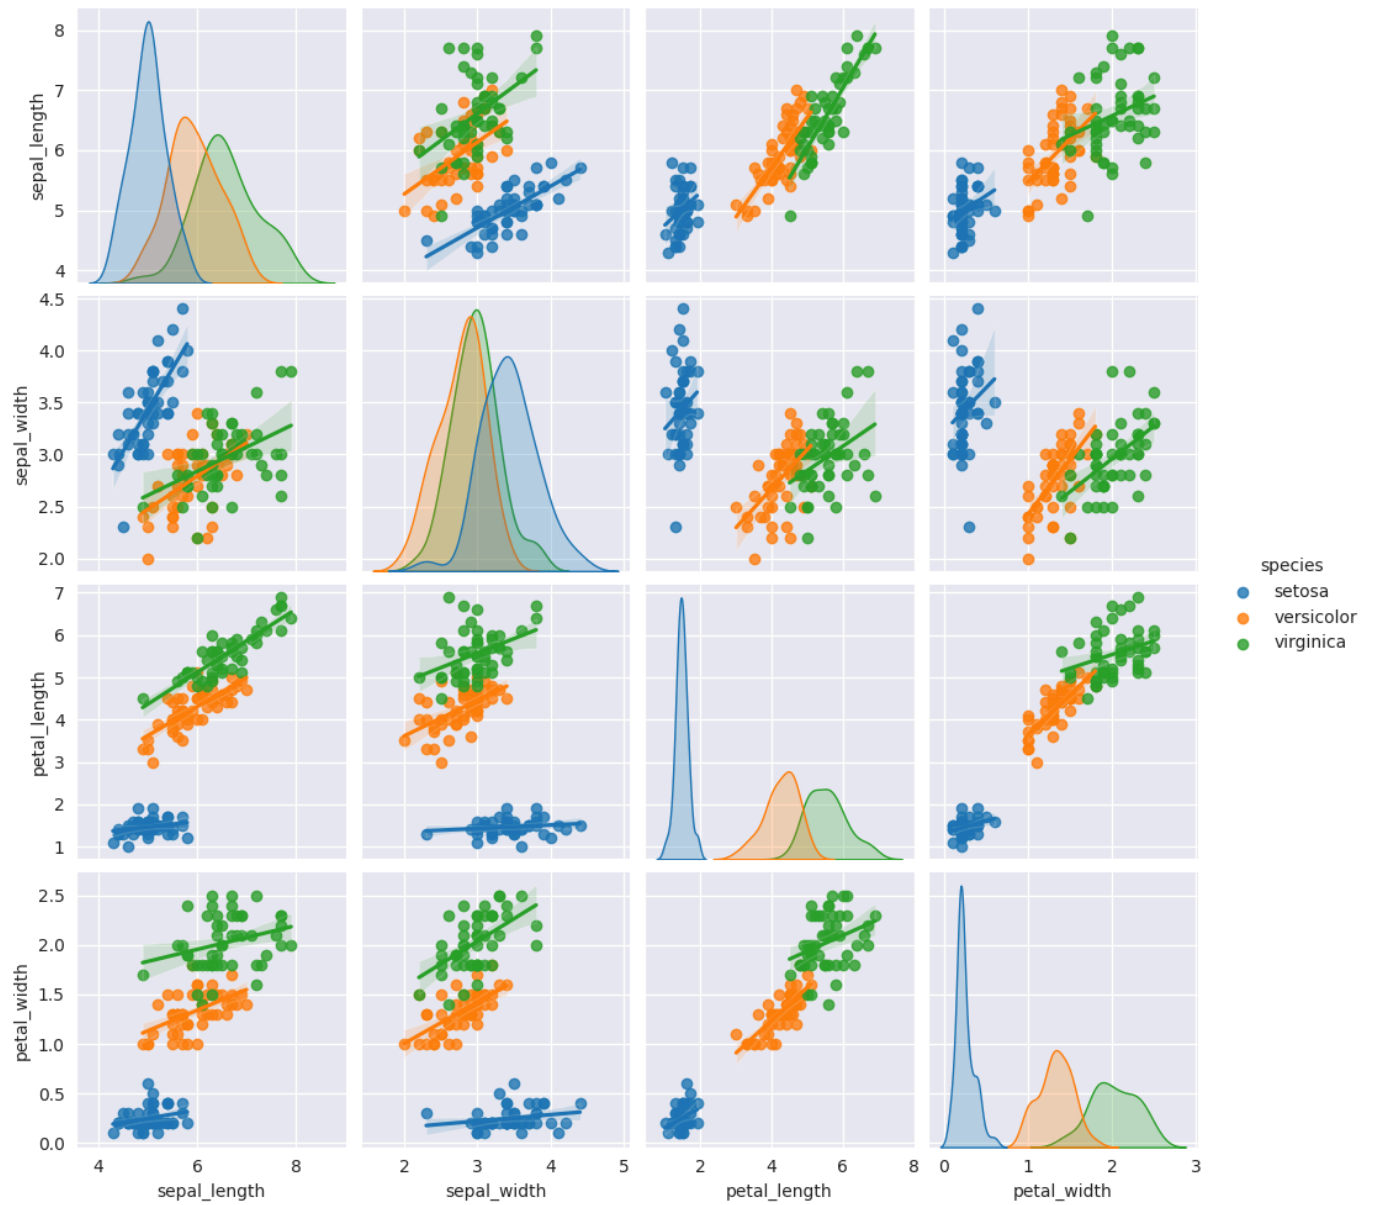 8
7
6
5
4
sepal_length
4.5
4.0
3.5
3.0
2.5
2.0
sepal_width
species
setosa
versicolor
virginica
7
6
5
4
3
2
1
petal_length
2.5
2.0
1.5
1.0
0.5
0.0
petal_width
4 6 8
2 3 4 5
2 4 6 8
0 1 2 3
sepal_length
sepal_width
petal_length
petal_width